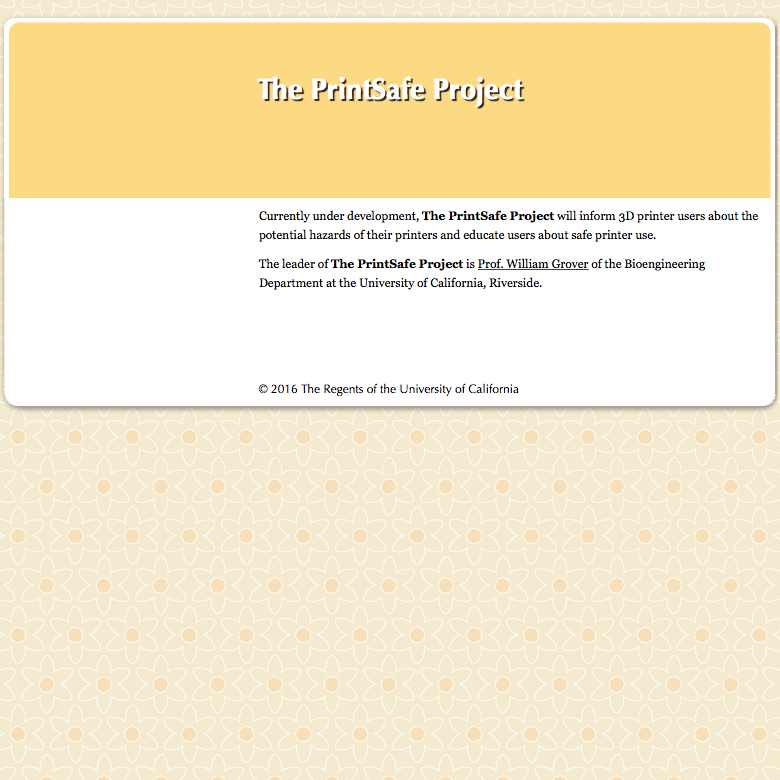 The PrintSafe Project
Currently under development, The PrintSafe Project will inform 3D printer users about the
potential hazards of their printers and educate users about safe printer use.
The leader of The PrintSafe Project is Prof. William Grover of the Bioengineering
Department at the University of California, Riverside.
© 2016 The Regents of the University of California